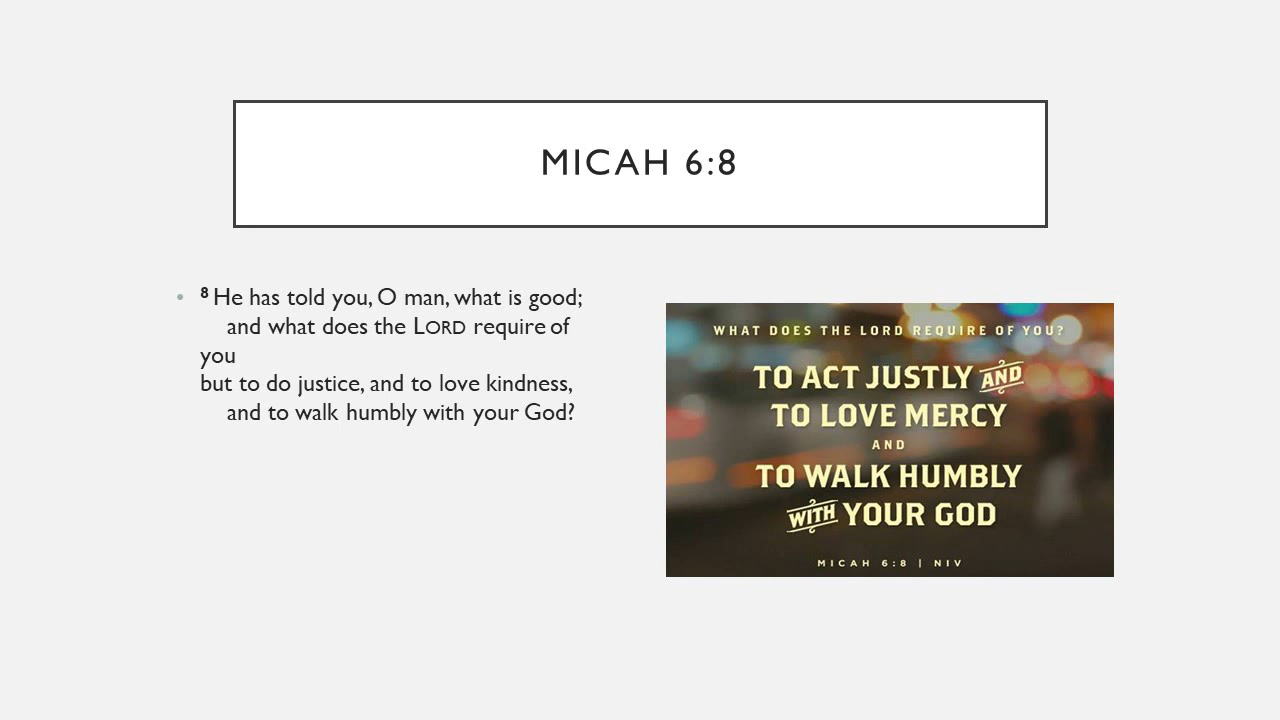 MICAH 6:8
• ⁸ He has told you, O man, what is good;
and what does the LORD require of
you
but to do justice, and to love kindness,
and to walk humbly with your God?
WHAT DOES THE LORD REQUIRE OF YOU?
TO ACT JUSTLY AND
TO LOVE MERCY
AND
TO WALK HUMBLY
WITH YOUR GOD
MICAH 6:8 | NIV